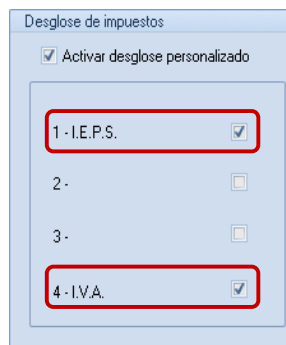 Desglose de impuestos
Activar desglose personalizado
1 - I.E.P.S.
2 -
3 -
4 - I.V.A.